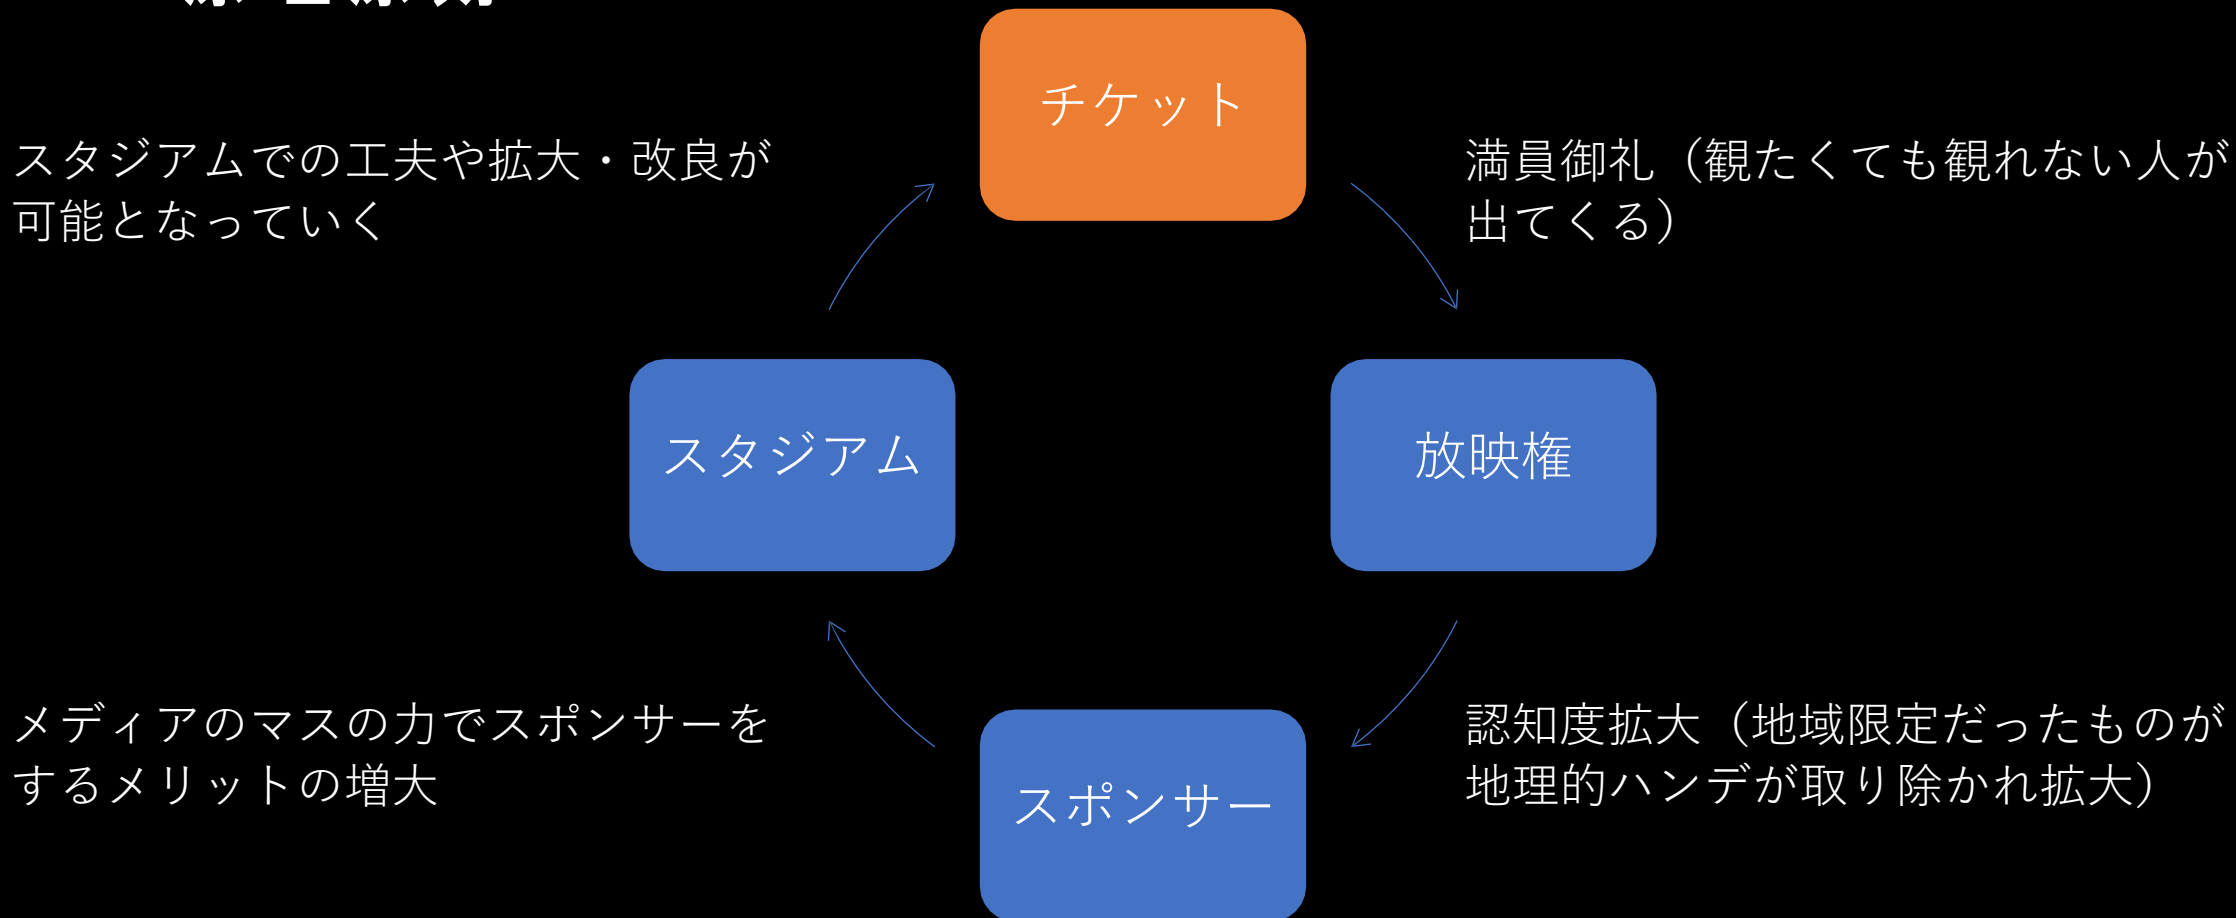 チケット
スタジアムでの工夫や拡大・改良が
可能となっていく
満員御礼（観たくても観れない人が
出てくる）
スタジアム
放映権
メディアのマスの力でスポンサーを
するメリットの増大
認知度拡大（地域限定だったものが
地理的ハンデが取り除かれ拡大）
スポンサー